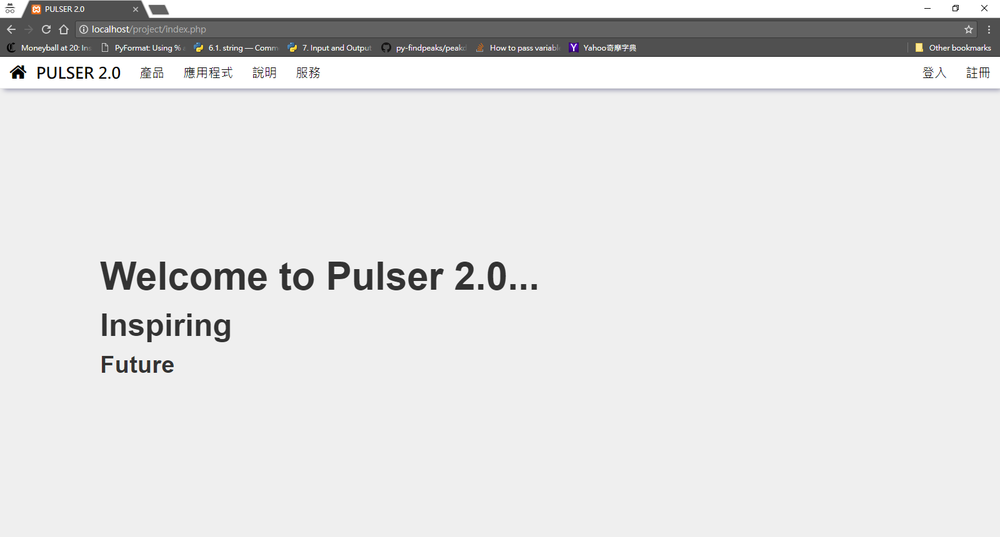 PULSER 2.0
localhost/project/index.php
Moneyball at 20: Ins PyFormat: Using % 6.1. string — Comm 7. Input and Output py-findpeaks/peak How to pass variabl Yahoo奇摩字典 Other bookmarks
PULSER 2.0 產品 應用程式 說明 服務 登入 註冊
Welcome to Pulser 2.0...
Inspiring
Future